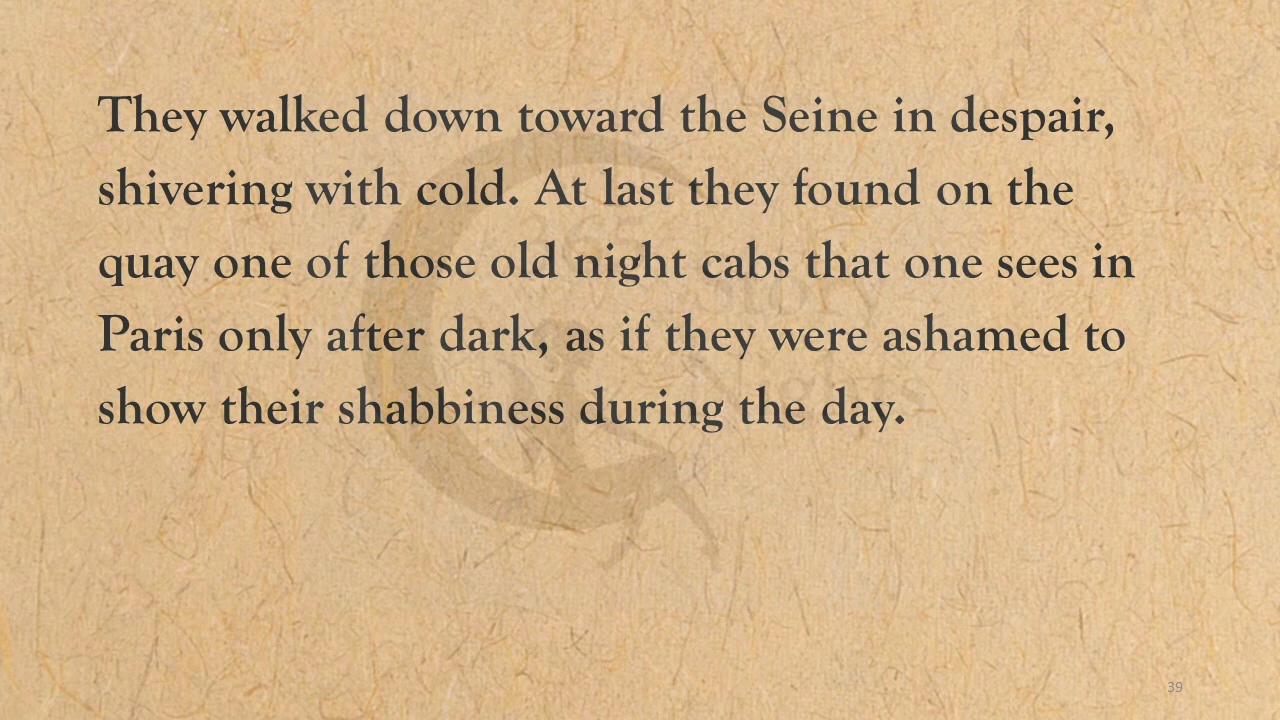 They walked down toward the Seine in despair,
shivering with cold. At last they found on the
quay one of those old night cabs that one sees in
Paris only after dark, as if they were ashamed to
show their shabbiness during the day.
39